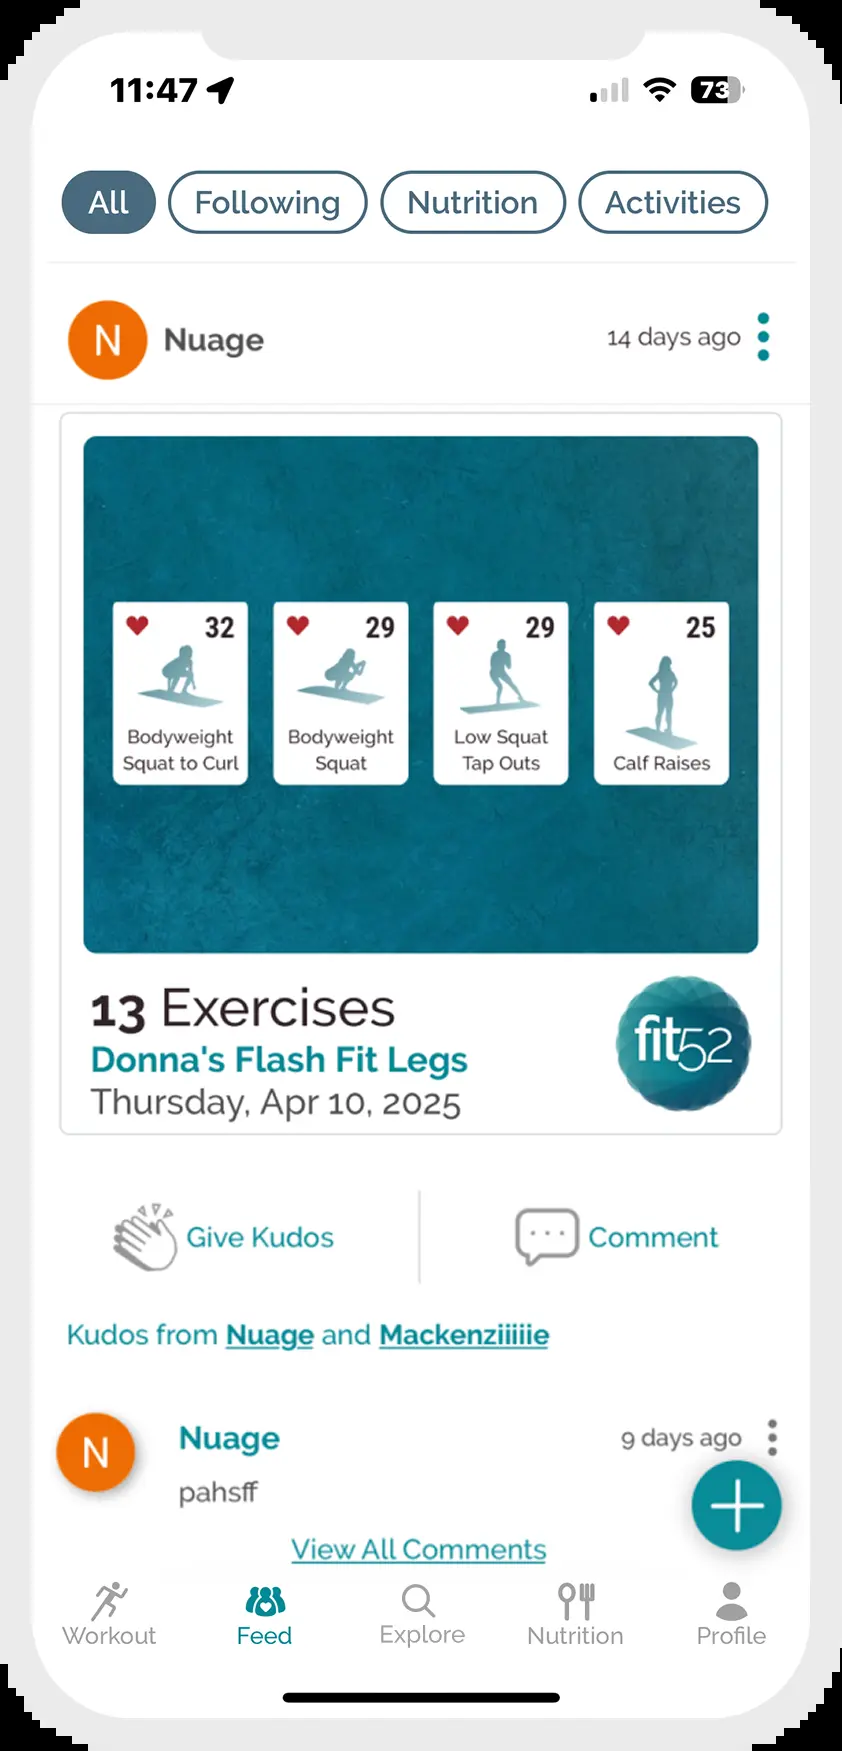 11:47 73
All Following Nutrition Activities
N Nuage 14 days ago
32 29 29 25
Bodyweight Bodyweight Low Squat
Squat to Curl Squat Tap Outs Calf Raises
13 Exercises
Donna's Flash Fit Legs
Thursday, Apr 10, 2025
fit52
Give Kudos Comment
Kudos from Nuage and Mackenziiiiie
N Nuage 9 days ago
pahsff
View All Comments
Workout Feed Explore Nutrition Profile